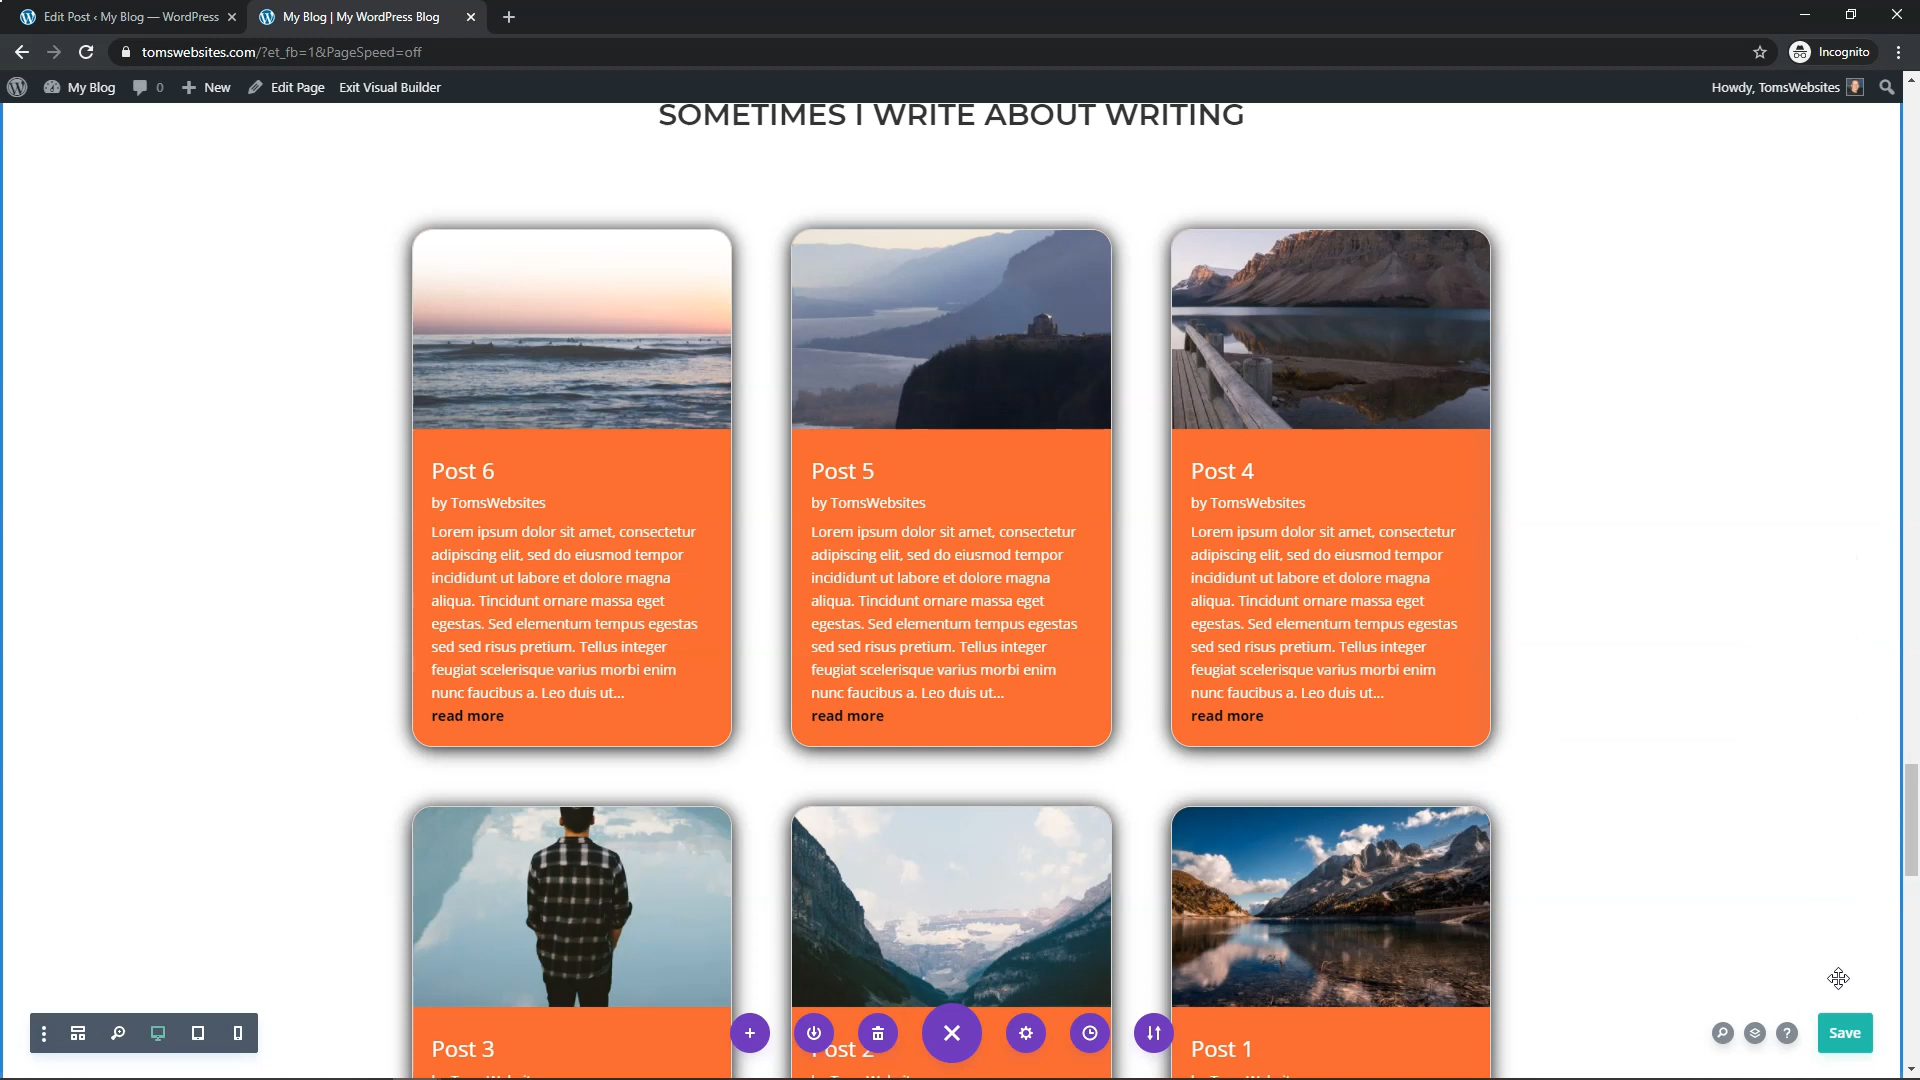 Edit Post ‹ My Blog — WordPress
My Blog | My WordPress Blog
tomswebsites.com/?et_fb=1&PageSpeed=off
Incognito
My Blog
0
New
Edit Page
Exit Visual Builder
Howdy, TomsWebsites
SOMETIMES I WRITE ABOUT WRITING
Post 6
by TomsWebsites
Lorem ipsum dolor sit amet, consectetur
adipiscing elit, sed do eiusmod tempor
incididunt ut labore et dolore magna
aliqua. Tincidunt ornare massa eget
egestas. Sed elementum tempus egestas
sed sed risus pretium. Tellus integer
feugiat scelerisque varius morbi enim
nunc faucibus a. Leo duis ut...
read more
Post 5
by TomsWebsites
Lorem ipsum dolor sit amet, consectetur
adipiscing elit, sed do eiusmod tempor
incididunt ut labore et dolore magna
aliqua. Tincidunt ornare massa eget
egestas. Sed elementum tempus egestas
sed sed risus pretium. Tellus integer
feugiat scelerisque varius morbi enim
nunc faucibus a. Leo duis ut...
read more
Post 4
by TomsWebsites
Lorem ipsum dolor sit amet, consectetur
adipiscing elit, sed do eiusmod tempor
incididunt ut labore et dolore magna
aliqua. Tincidunt ornare massa eget
egestas. Sed elementum tempus egestas
sed sed risus pretium. Tellus integer
feugiat scelerisque varius morbi enim
nunc faucibus a. Leo duis ut...
read more
Post 3
Post 2
Post 1
Save